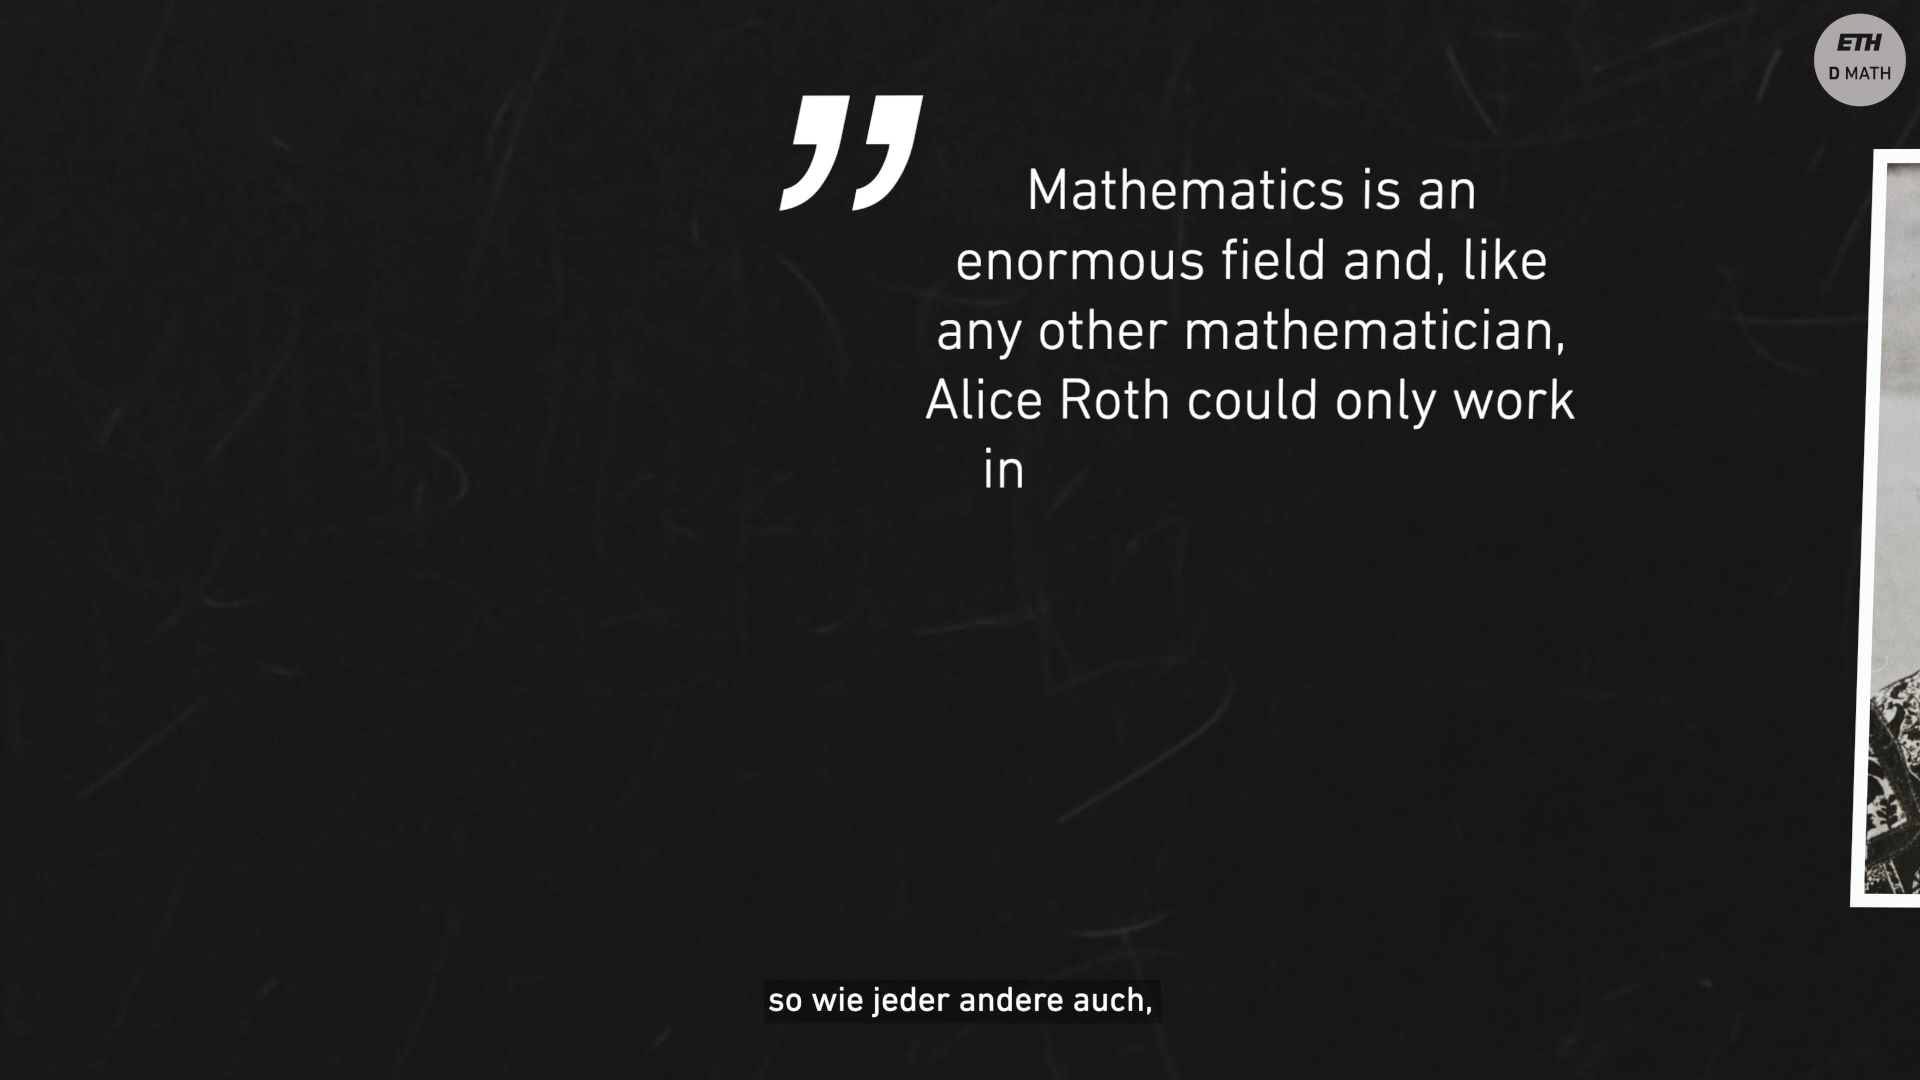 ETH
D MATH
”
Mathematics is an
enormous field and, like
any other mathematician,
Alice Roth could only work
in
so wie jeder andere auch,